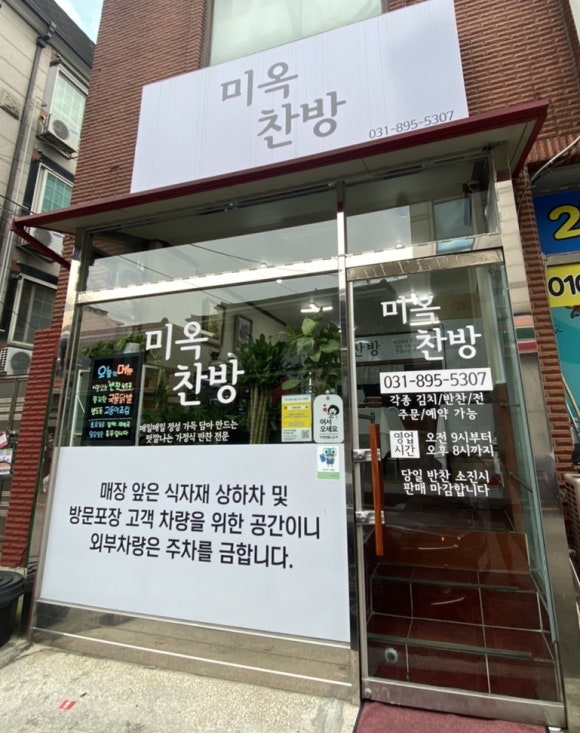 미옥
찬방
031-895-5307
미옥
찬방
매일매일 정성 가득 담아 만드는
맛깔나는 가정식 반찬 전문
오늘의 메뉴
어서
오세요
매장 앞은 식자재 상하차 및
방문포장 고객 차량을 위한 공간이니
외부차량은 주차를 금합니다.
미옥
찬방
031-895-5307
각종 김치/반찬/전
주문/예약 가능
영업
시간
오전 9시부터
오후 8시까지
당일 반찬 소진시
판매 마감합니다
2
010